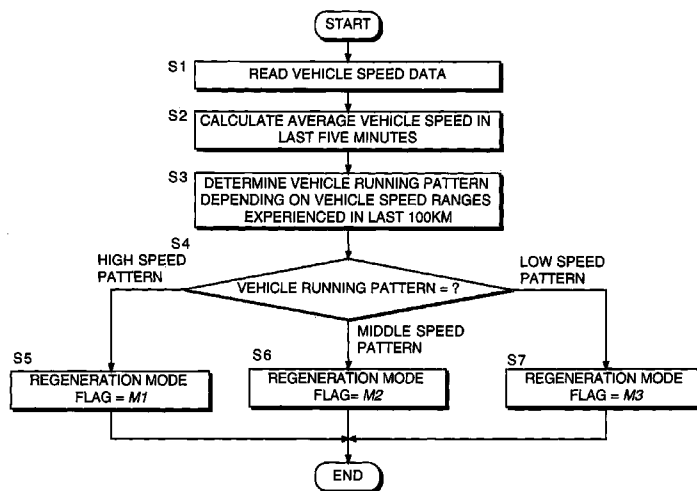 START
S1
READ VEHICLE SPEED DATA
S2
CALCULATE AVERAGE VEHICLE SPEED IN
LAST FIVE MINUTES
S3
DETERMINE VEHICLE RUNNING PATTERN
DEPENDING ON VEHICLE SPEED RANGES
EXPERIENCED IN LAST 100KM
S4
HIGH SPEED
PATTERN
VEHICLE RUNNING PATTERN = ?
LOW SPEED
PATTERN
MIDDLE SPEED
PATTERN
S5
REGENERATION MODE
FLAG = M1
S6
REGENERATION MODE
FLAG= M2
S7
REGENERATION MODE
FLAG = M3
END